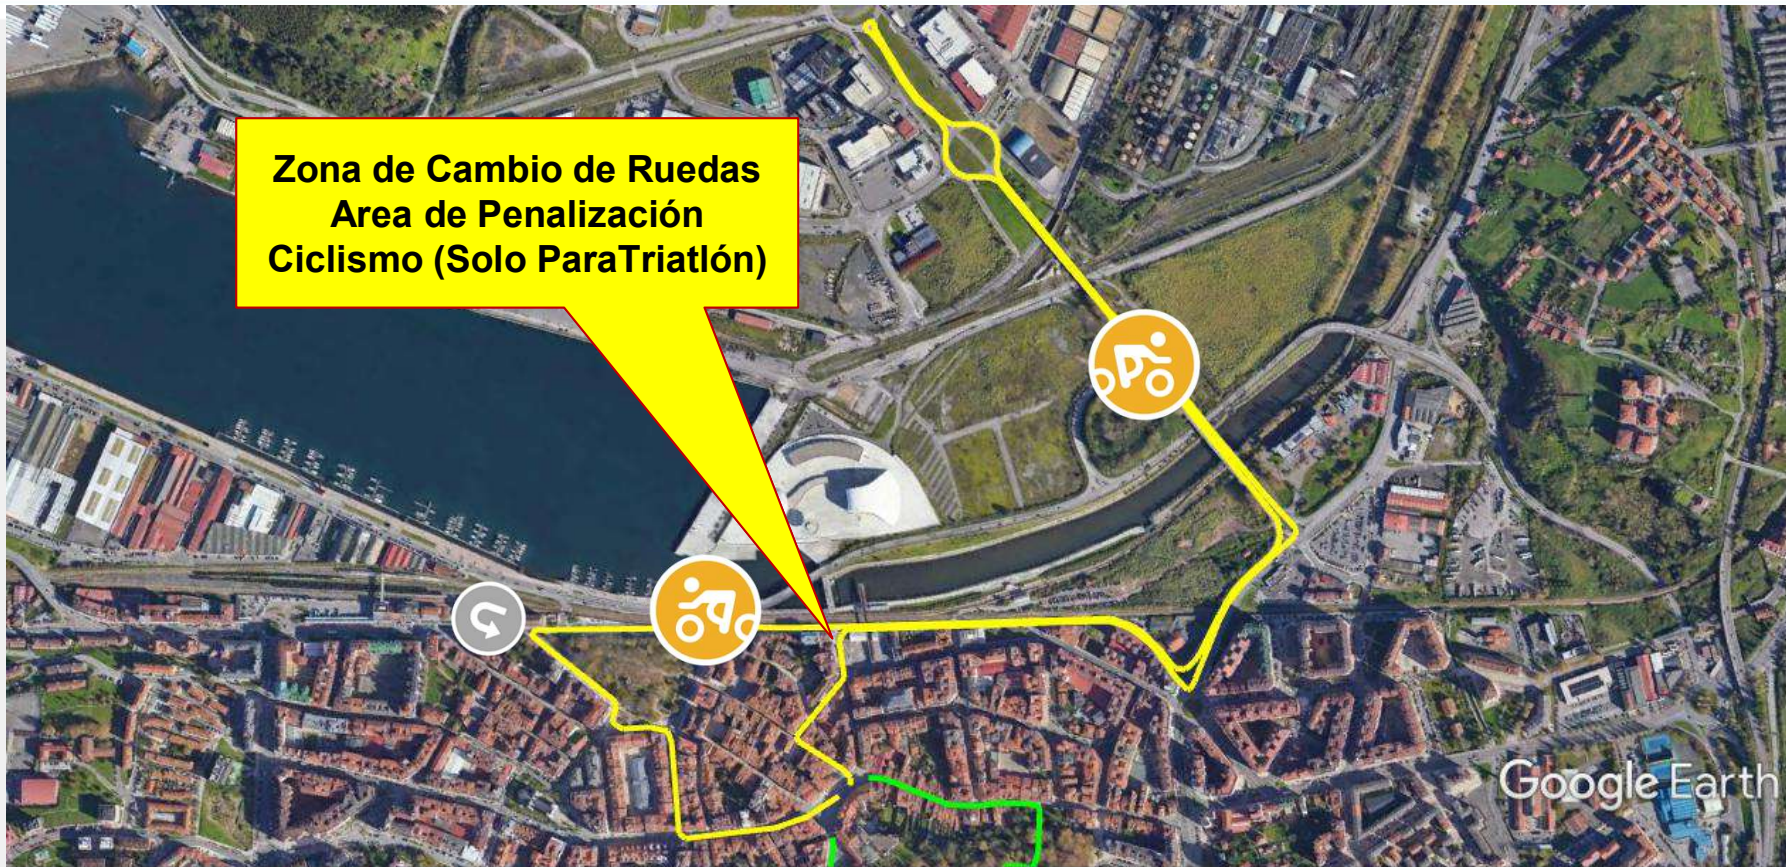 Zona de Cambio de Ruedas
Area de Penalización
Ciclismo (Solo ParaTriatlón)
Google Earth